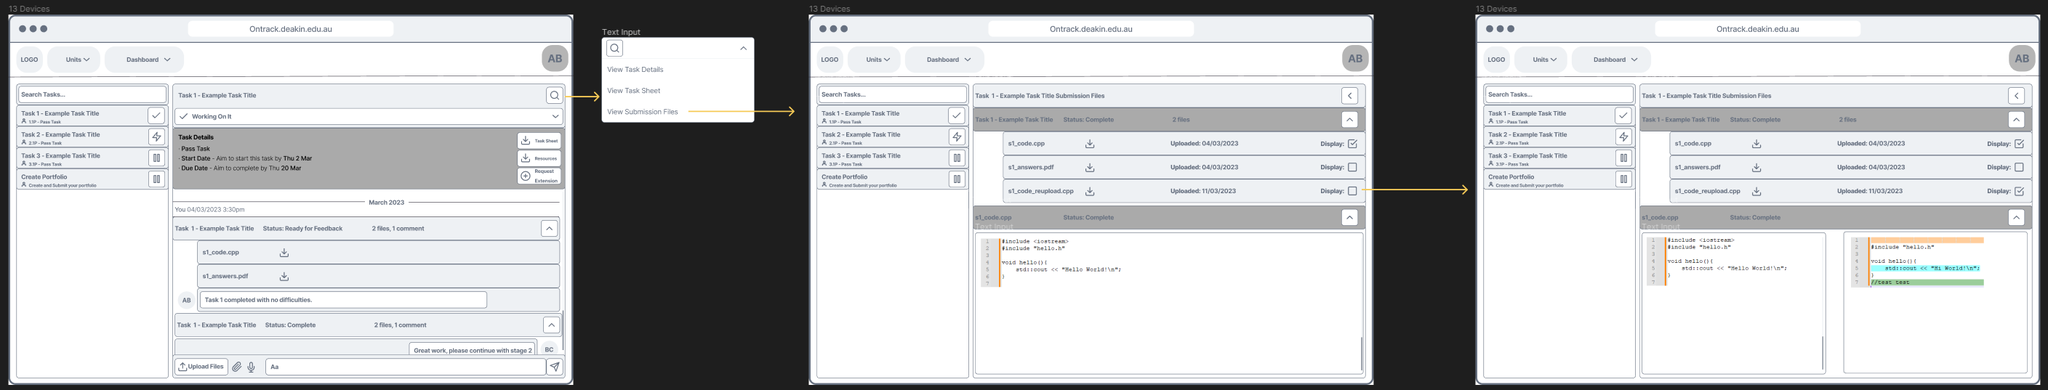 13 Devices
Ontrack.deakin.edu.au
LOGO
Units
Dashboard
AB
Search Tasks...
Task 1 - Example Task Title
1.1P - Pass Task
Task 2 - Example Task Title
2.1P - Pass Task
Task 3 - Example Task Title
3.1P - Pass Task
Create Portfolio
Create and Submit your portfolio
Task 1 - Example Task Title
Working On It
Task Details
· Pass Task
· Start Date - Aim to start this task by Thu 2 Mar
· Due Date - Aim to complete by Thu 20 Mar
Task Sheet
Resources
Request
Extension
March 2023
You 04/03/2023 3:30pm
Task 1 - Example Task Title Status: Ready for Feedback 2 files, 1 comment
s1_code.cpp
s1_answers.pdf
AB
Task 1 completed with no difficulties.
Task 1 - Example Task Title Status: Complete 2 files, 1 comment
Great work, please continue with stage 2
BC
Upload Files
Aa
Text Input
View Task Details
View Task Sheet
View Submission Files
13 Devices
Ontrack.deakin.edu.au
LOGO
Units
Dashboard
AB
Search Tasks...
Task 1 - Example Task Title
1.1P - Pass Task
Task 2 - Example Task Title
2.1P - Pass Task
Task 3 - Example Task Title
3.1P - Pass Task
Create Portfolio
Create and Submit your portfolio
Task 1 - Example Task Title Submission Files
Task 1 - Example Task Title Status: Complete 2 files
s1_code.cpp Uploaded: 04/03/2023 Display:
s1_answers.pdf Uploaded: 04/03/2023 Display:
s1_code_reupload.cpp Uploaded: 11/03/2023 Display:
s1_code.cpp Status: Complete
Text Input
1 #include <iostream>
2 #include "hello.h"
3
4 void hello(){
5 std::cout << "Hello World!\n";
6 }
7
13 Devices
Ontrack.deakin.edu.au
LOGO
Units
Dashboard
AB
Search Tasks...
Task 1 - Example Task Title
1.1P - Pass Task
Task 2 - Example Task Title
2.1P - Pass Task
Task 3 - Example Task Title
3.1P - Pass Task
Create Portfolio
Create and Submit your portfolio
Task 1 - Example Task Title Submission Files
Task 1 - Example Task Title Status: Complete 2 files
s1_code.cpp Uploaded: 04/03/2023 Display:
s1_answers.pdf Uploaded: 04/03/2023 Display:
s1_code_reupload.cpp Uploaded: 11/03/2023 Display:
s1_code.cpp Status: Complete
Text Input
1 #include <iostream>
2 #include "hello.h"
3
4 void hello(){
5 std::cout << "Hello World!\n";
6 }
7
1
2 #include "hello.h"
3
4 void hello(){
5 std::cout << "Hi World!\n";
6 }
7 //test test